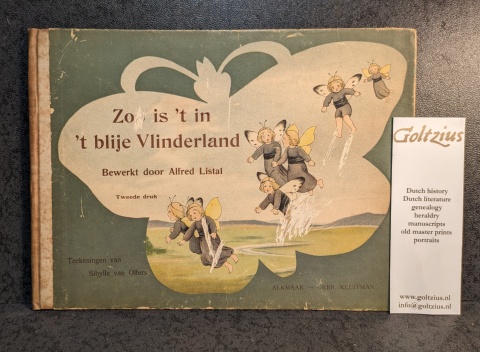 Zoo is 't in
't blije Vlinderland
Bewerkt door Alfred Listal
Tweede druk
Teekeningen van
Sibylle van Olfers
ALKMAAR — GEBR. KLUITMAN
Goltzius
Dutch history
Dutch literature
genealogy
heraldry
manuscripts
old master prints
portraits
www.goltzius.nl
info@goltzius.nl